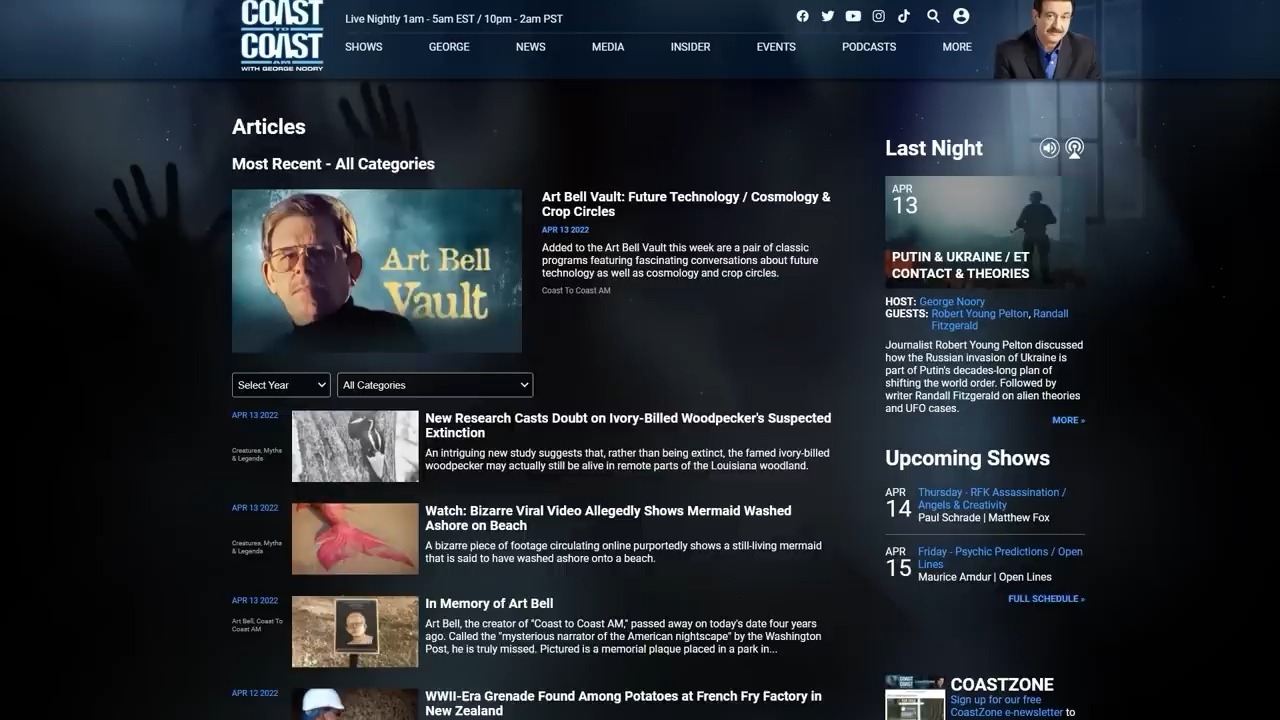 COAST
TO
COAST
AM
WITH GEORGE NOORY
Live Nightly 1am - 5am EST / 10pm - 2am PST
SHOWS
GEORGE
NEWS
MEDIA
INSIDER
EVENTS
PODCASTS
MORE
Articles
Most Recent - All Categories
Art Bell
Vault
Art Bell Vault: Future Technology / Cosmology &
Crop Circles
APR 13 2022
Added to the Art Bell Vault this week are a pair of classic
programs featuring fascinating conversations about future
technology as well as cosmology and crop circles.
Coast To Coast AM
Select Year
All Categories
APR 13 2022
Creatures, Myths
& Legends
New Research Casts Doubt on Ivory-Billed Woodpecker's Suspected
Extinction
An intriguing new study suggests that, rather than being extinct, the famed ivory-billed
woodpecker may actually still be alive in remote parts of the Louisiana woodland.
APR 13 2022
Creatures, Myths
& Legends
Watch: Bizarre Viral Video Allegedly Shows Mermaid Washed
Ashore on Beach
A bizarre piece of footage circulating online purportedly shows a still-living mermaid
that is said to have washed ashore onto a beach.
APR 13 2022
Art Bell, Coast To
Coast AM
In Memory of Art Bell
Art Bell, the creator of "Coast to Coast AM," passed away on today's date four years
ago. Called the "mysterious narrator of the American nightscape" by the Washington
Post, he is truly missed. Pictured is a memorial plaque placed in a park in...
APR 12 2022
WWII-Era Grenade Found Among Potatoes at French Fry Factory in
New Zealand
Last Night
APR
13
PUTIN & UKRAINE / ET
CONTACT & THEORIES
HOST: George Noory
GUESTS: Robert Young Pelton, Randall
Fitzgerald
Journalist Robert Young Pelton discussed
how the Russian invasion of Ukraine is
part of Putin's decades-long plan of
shifting the world order. Followed by
writer Randall Fitzgerald on alien theories
and UFO cases.
MORE »
Upcoming Shows
APR
14
Thursday - RFK Assassination /
Angels & Creativity
Paul Schrade | Matthew Fox
APR
15
Friday - Psychic Predictions / Open
Lines
Maurice Amdur | Open Lines
FULL SCHEDULE »
COASTZONE
Sign up for our free
CoastZone e-newsletter to